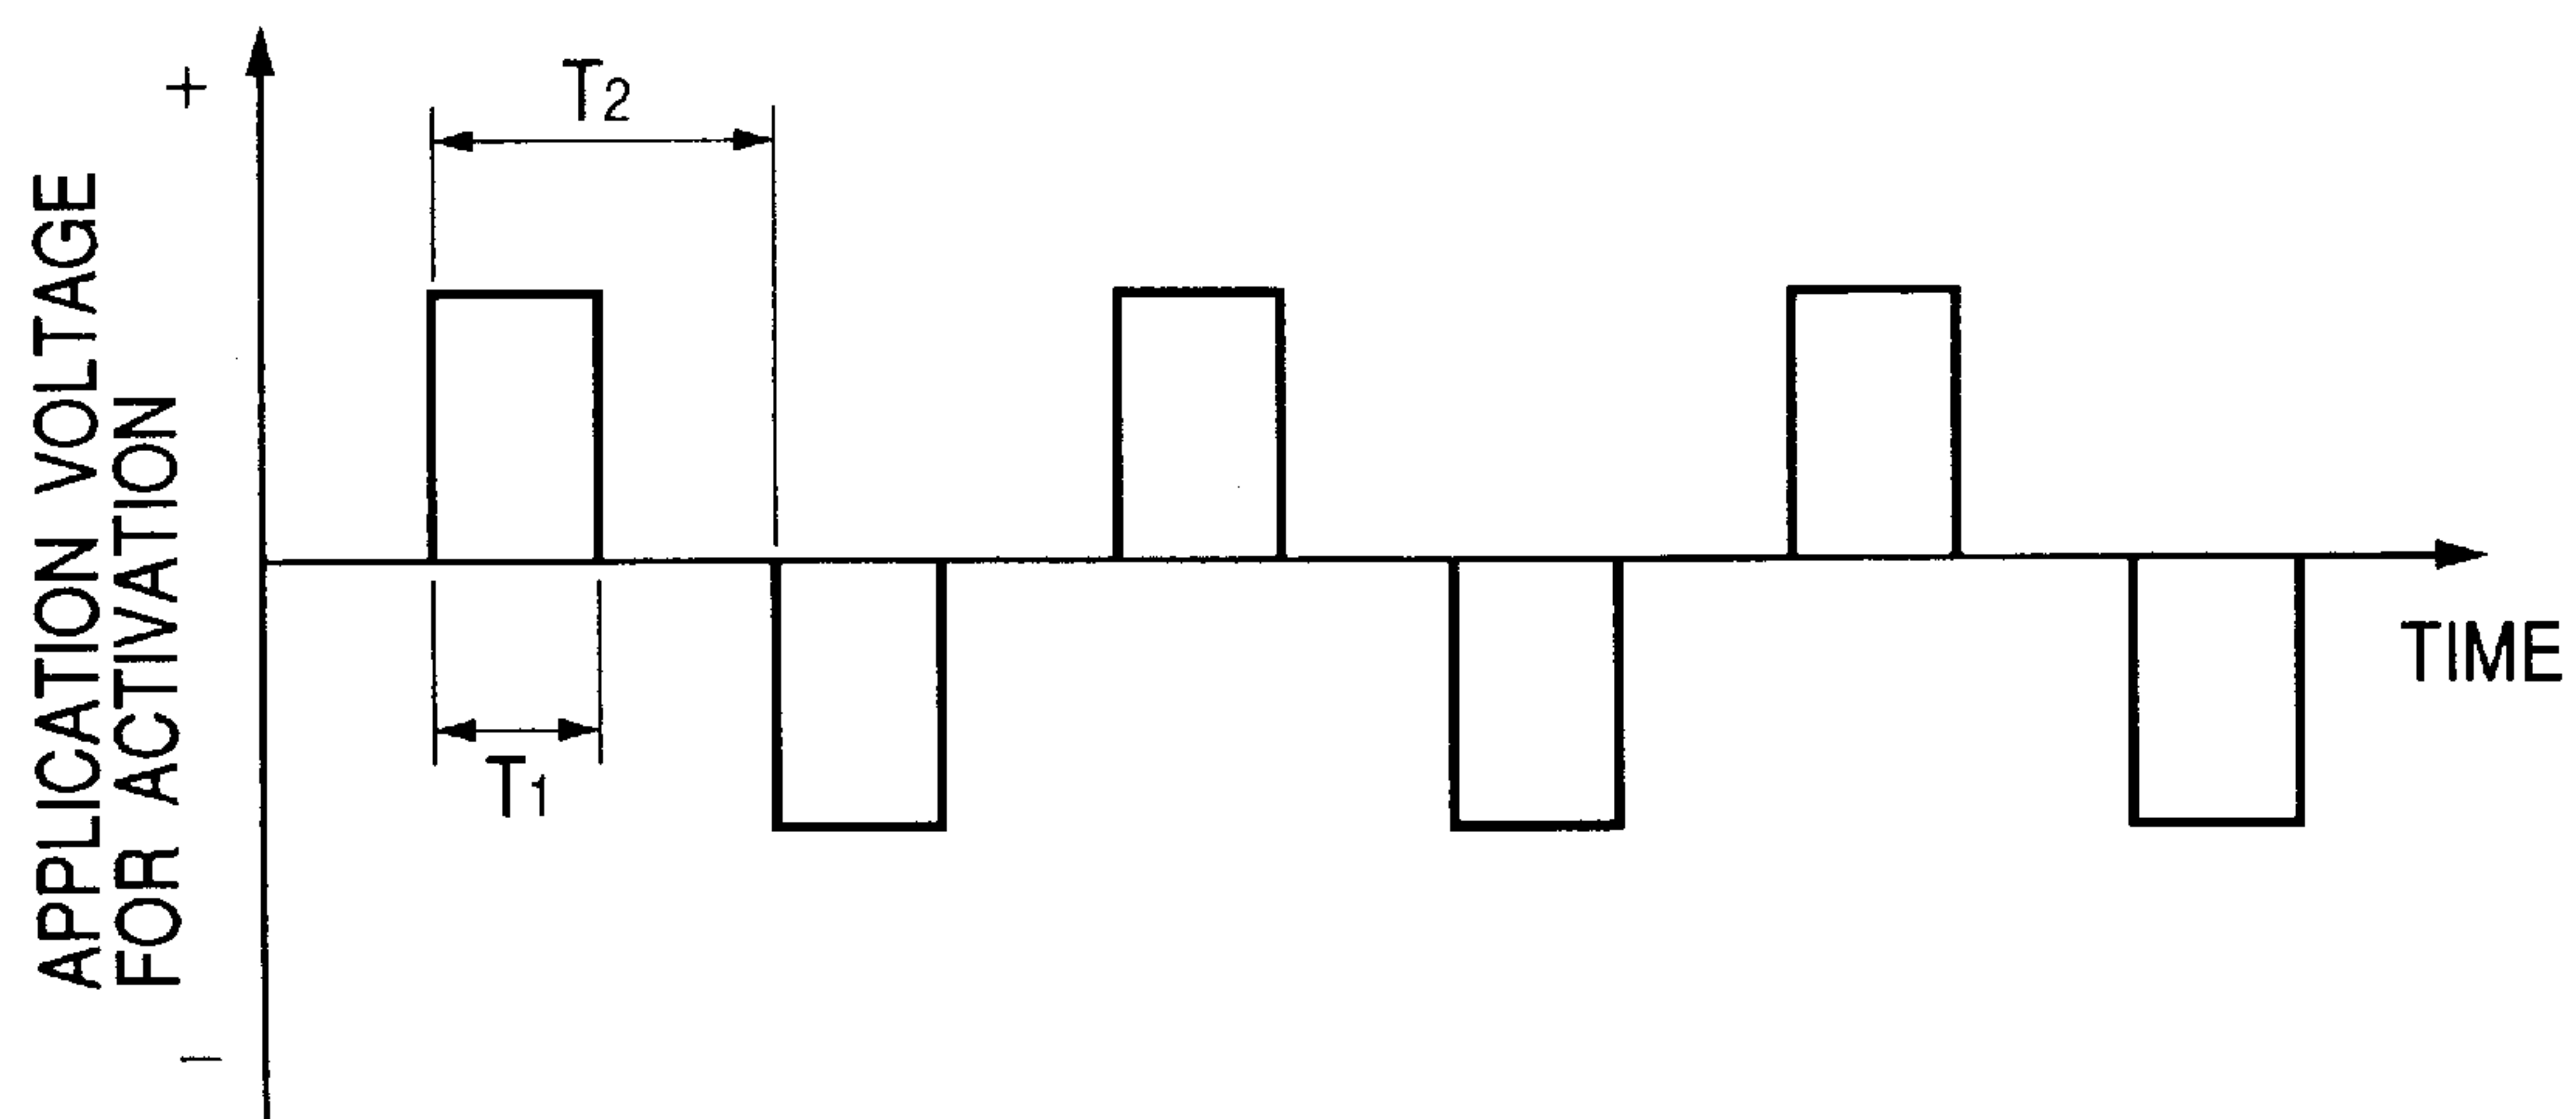 +
T2
APPLICATION VOLTAGE
FOR ACTIVATION
TIME
T1
−